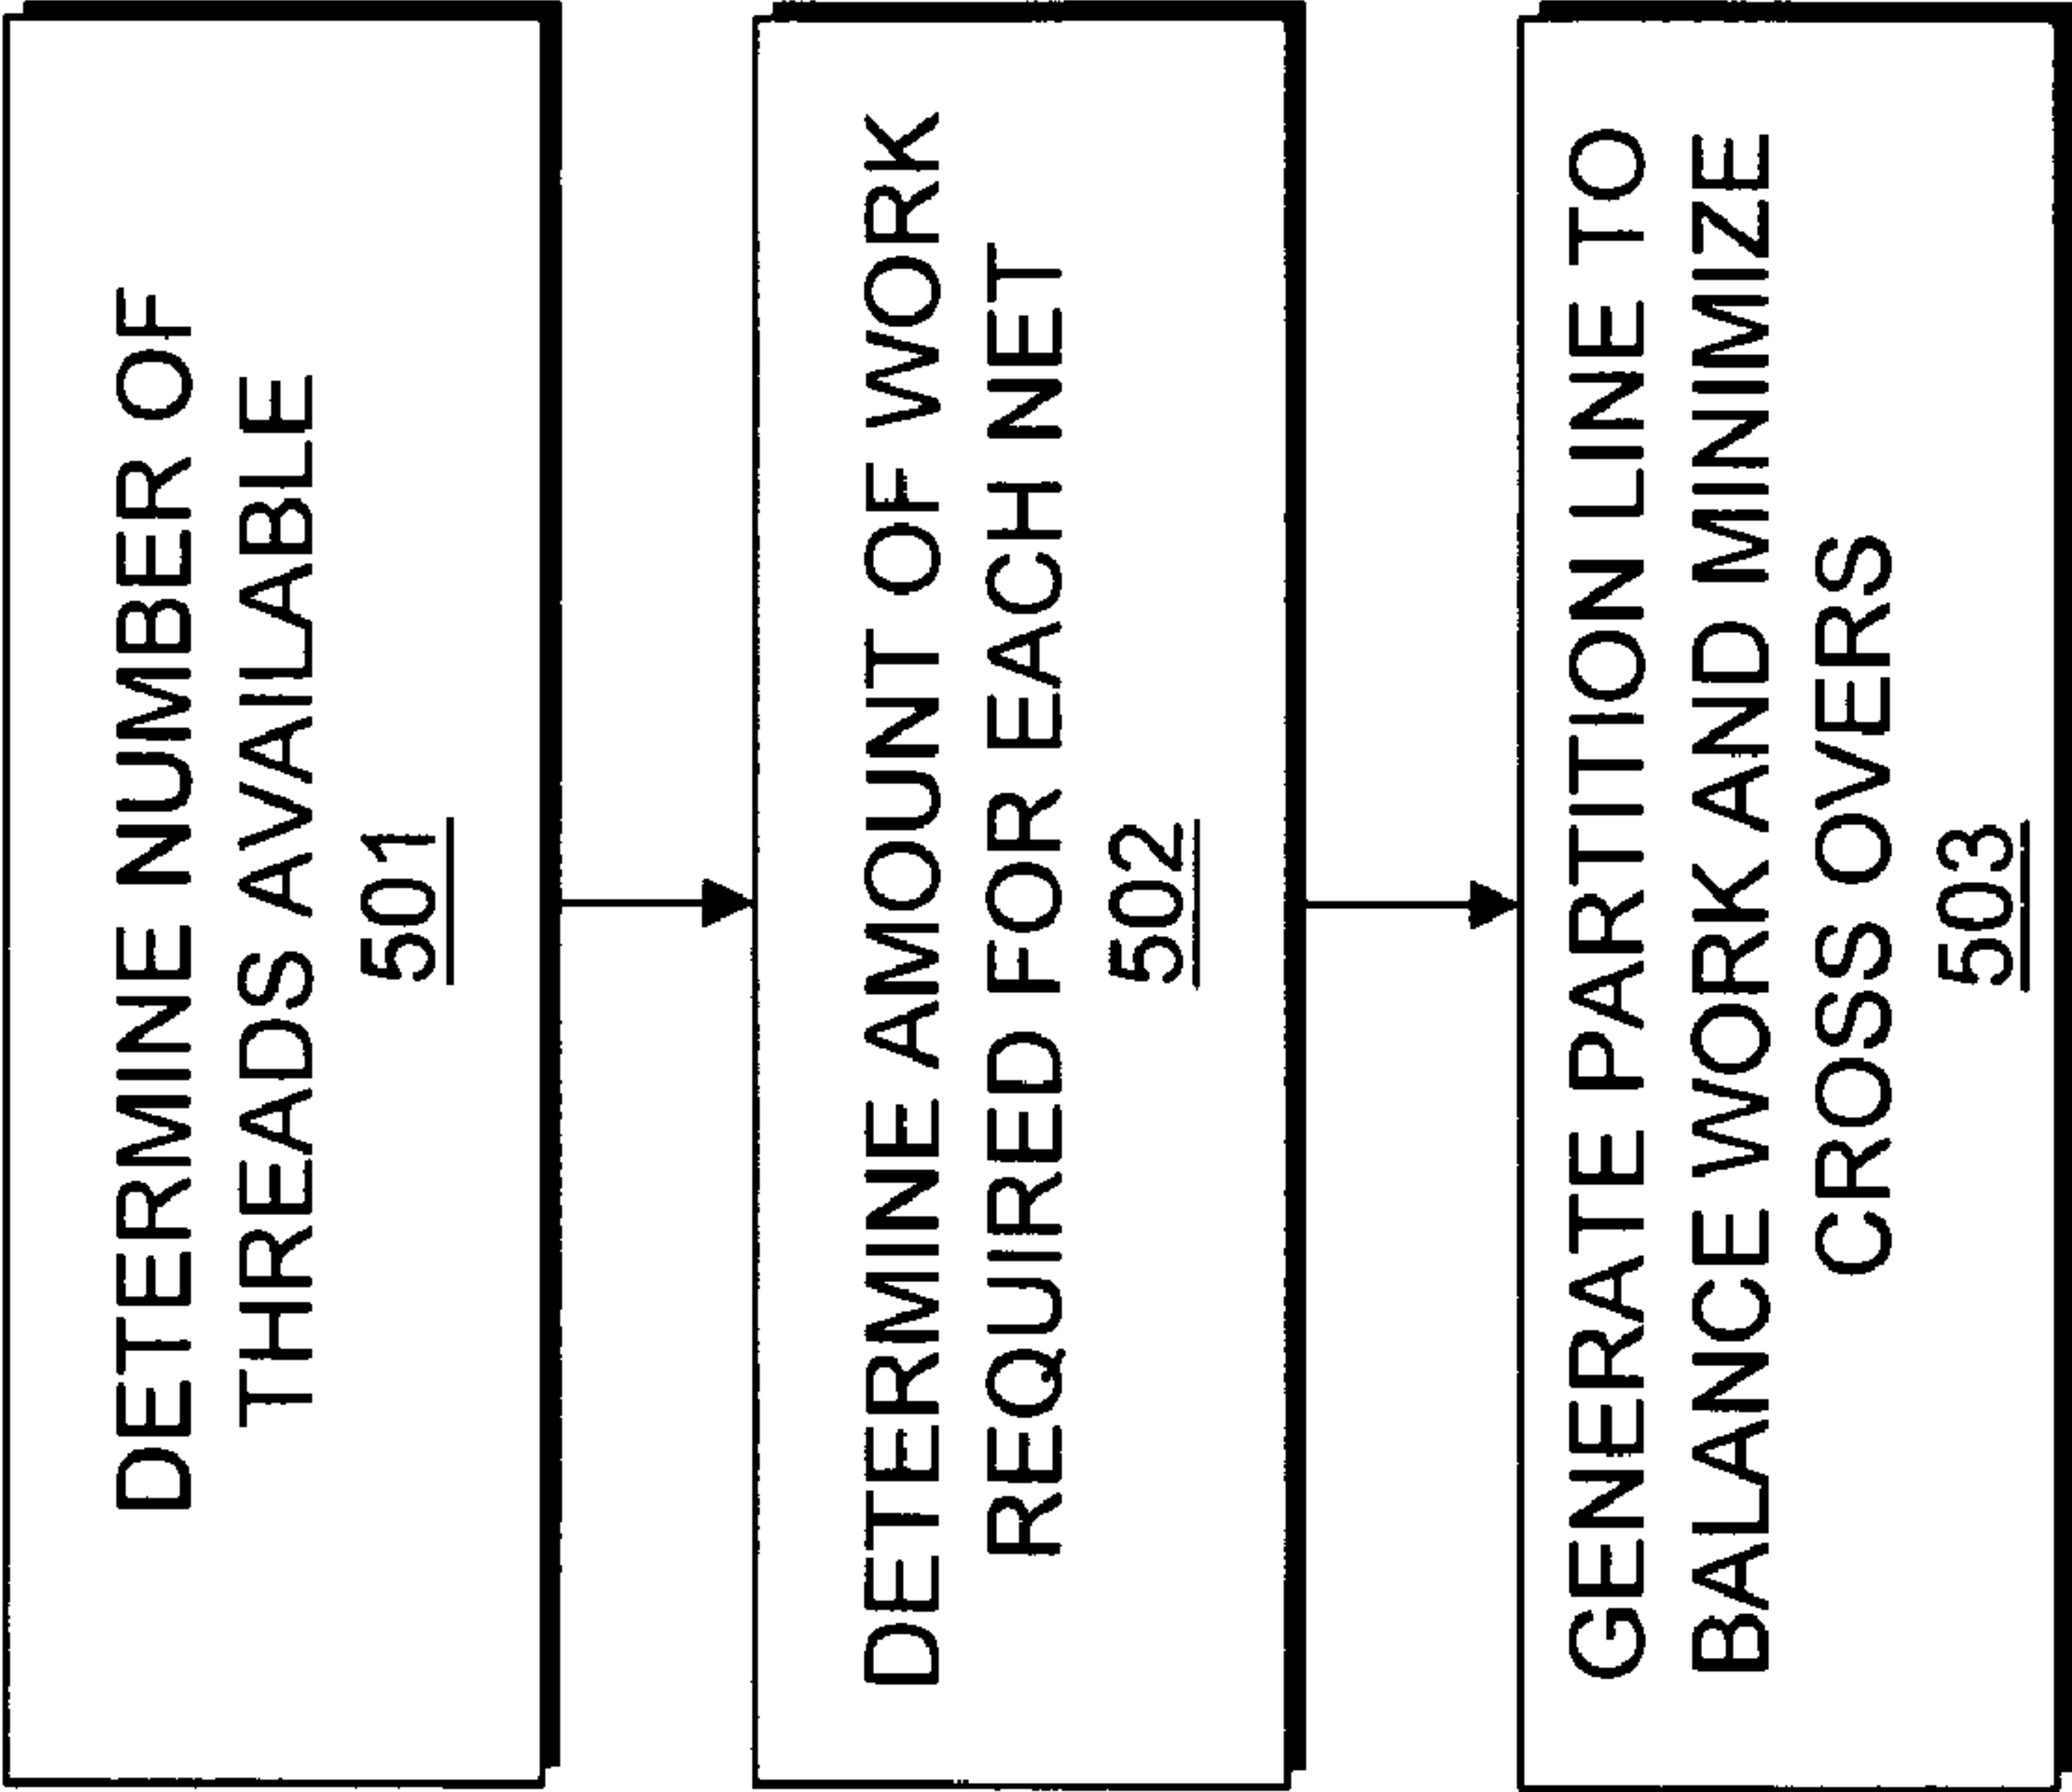 DETERMINE NUMBER OF
THREADS AVAILABLE
501
DETERMINE AMOUNT OF WORK
REQUIRED FOR EACH NET
502
GENERATE PARTITION LINE TO
BALANCE WORK AND MINIMIZE
CROSS OVERS
503